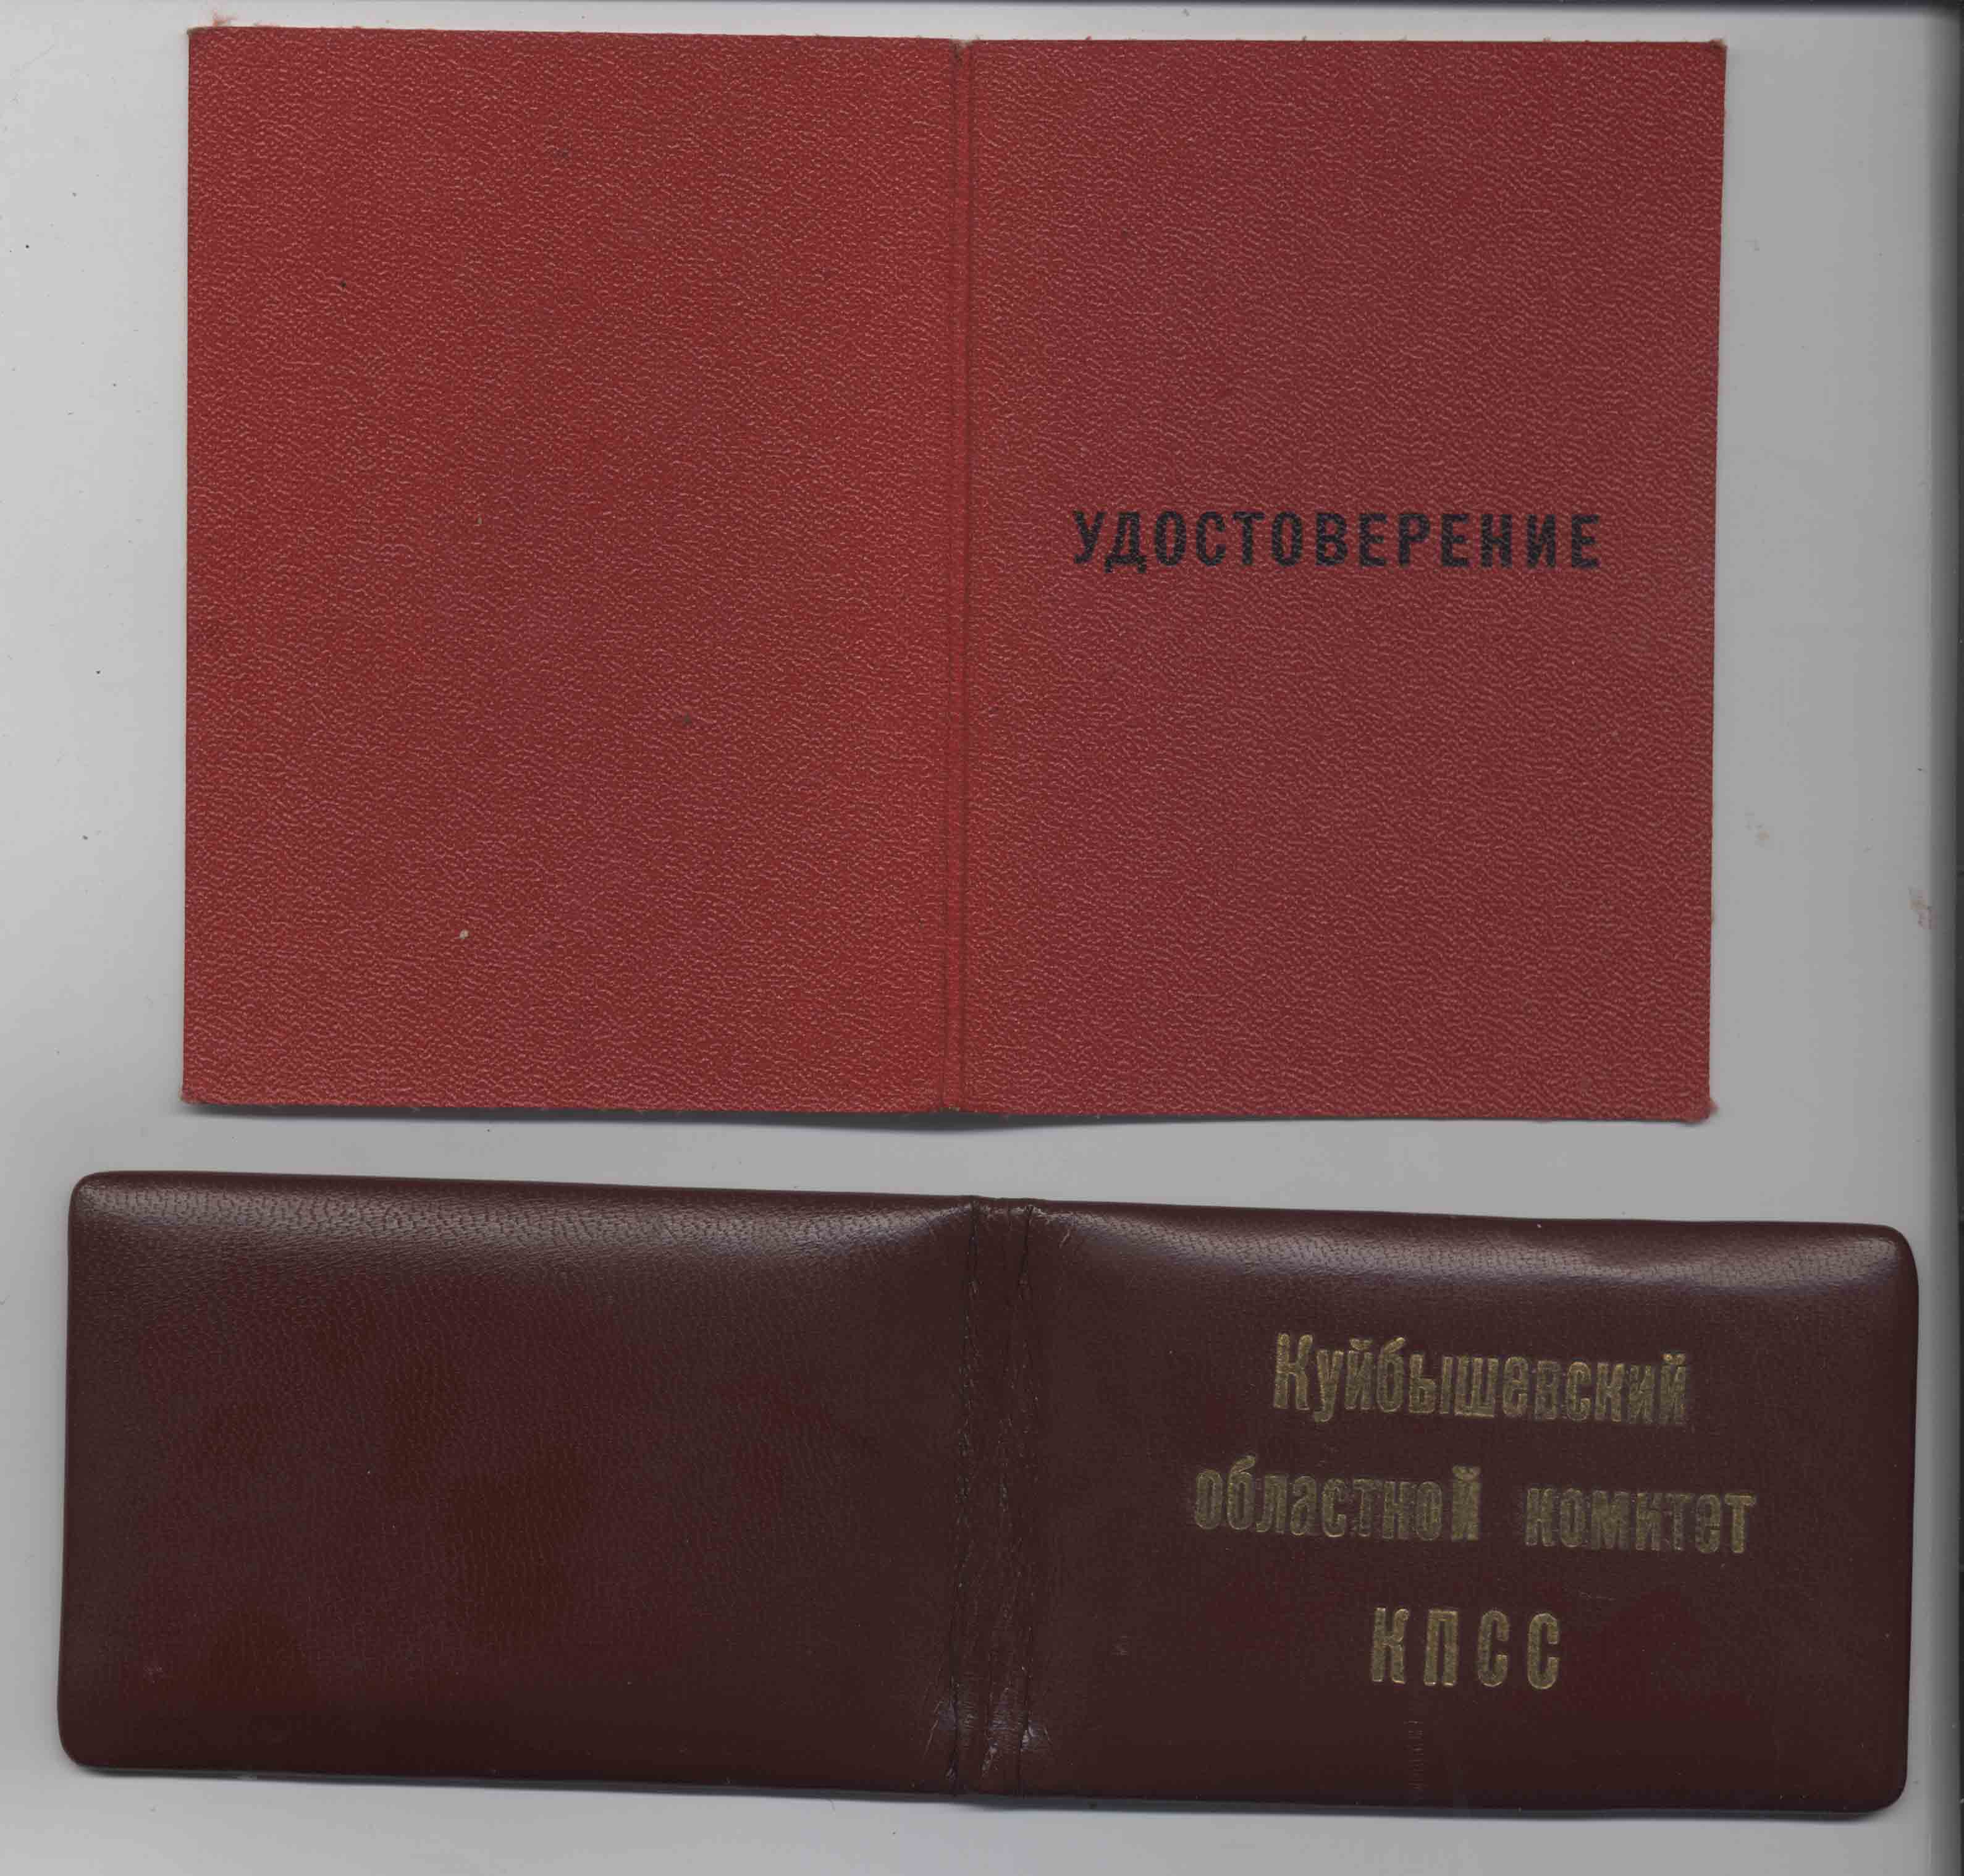 УДОСТОВЕРЕНИЕ
Куйбышевский
областной комитет
КПСС